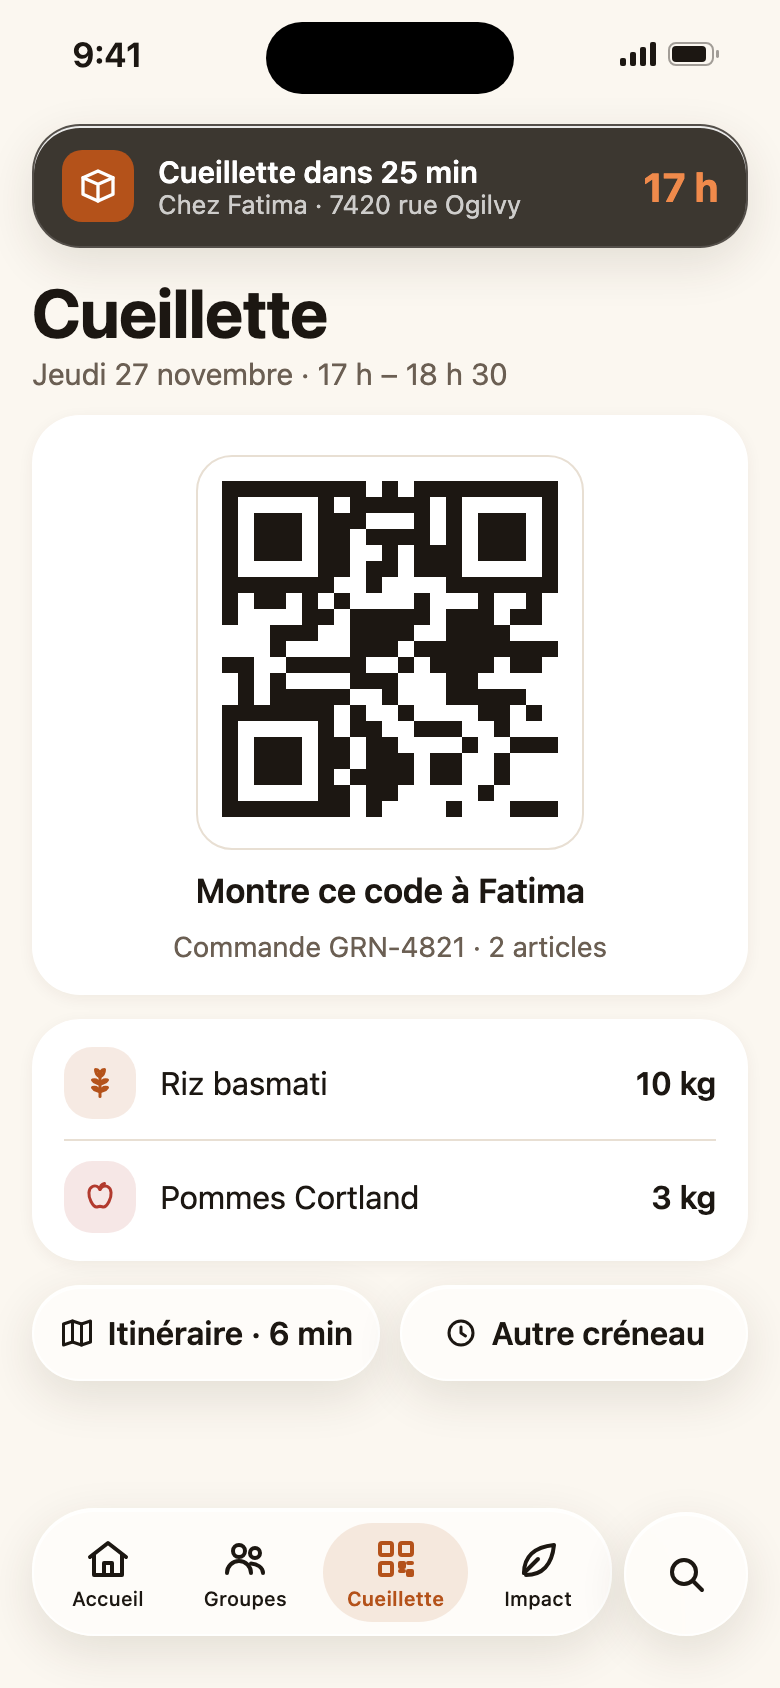 9:41
Cueillette dans 25 min
Chez Fatima · 7420 rue Ogilvy
17 h
Cueillette
Jeudi 27 novembre · 17 h – 18 h 30
Montre ce code à Fatima
Commande GRN-4821 · 2 articles
Riz basmati
10 kg
Pommes Cortland
3 kg
Itinéraire · 6 min
Autre créneau
Accueil
Groupes
Cueillette
Impact